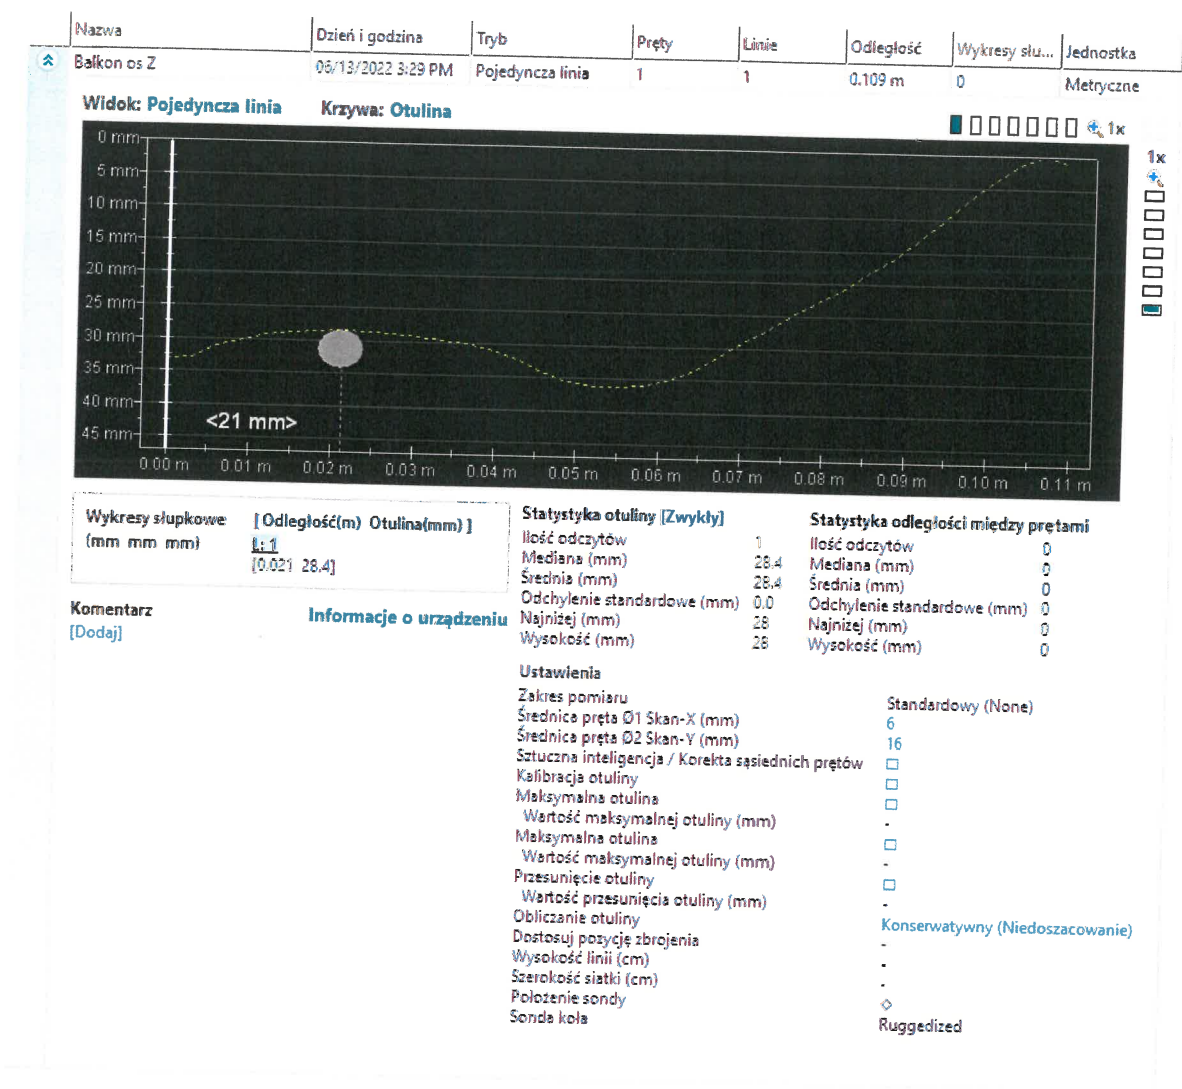 Nazwa Dzień i godzina Tryb Pręty Linie Odległość Wykresy słu... Jednostka
Balkon os Z 06/13/2022 3:29 PM Pojedyncza linia 1 1 0.109 m 0 Metryczne
Widok: Pojedyncza linia Krzywa: Otulina
1x
1x
0 mm
5 mm
10 mm
15 mm
20 mm
25 mm
30 mm
35 mm
40 mm
45 mm
<21 mm>
0.00 m 0.01 m 0.02 m 0.03 m 0.04 m 0.05 m 0.06 m 0.07 m 0.08 m 0.09 m 0.10 m 0.11 m
Wykresy słupkowe [ Odległość(m) Otulina(mm) ]
(mm mm mm) L: 1
[0.021 28.4]
Komentarz
[Dodaj]
Informacje o urządzeniu
Statystyka otuliny [Zwykły]
Ilość odczytów 1
Mediana (mm) 28.4
Średnia (mm) 28.4
Odchylenie standardowe (mm) 0.0
Najniżej (mm) 28
Wysokość (mm) 28
Statystyka odległości między prętami
Ilość odczytów 0
Mediana (mm) 0
Średnia (mm) 0
Odchylenie standardowe (mm) 0
Najniżej (mm) 0
Wysokość (mm) 0
Ustawienia
Zakres pomiaru Standardowy (None)
Średnica pręta Ø1 Skan-X (mm) 6
Średnica pręta Ø2 Skan-Y (mm) 16
Sztuczna inteligencja / Korekta sąsiednich prętów
Kalibracja otuliny
Maksymalna otulina
Wartość maksymalnej otuliny (mm) -
Maksymalna otulina
Wartość maksymalnej otuliny (mm) -
Przesunięcie otuliny
Wartość przesunięcia otuliny (mm) -
Obliczanie otuliny Konserwatywny (Niedoszacowanie)
Dostosuj pozycję zbrojenia -
Wysokość linii (cm) -
Szerokość siatki (cm) -
Położenie sondy
Sonda koła Ruggedized